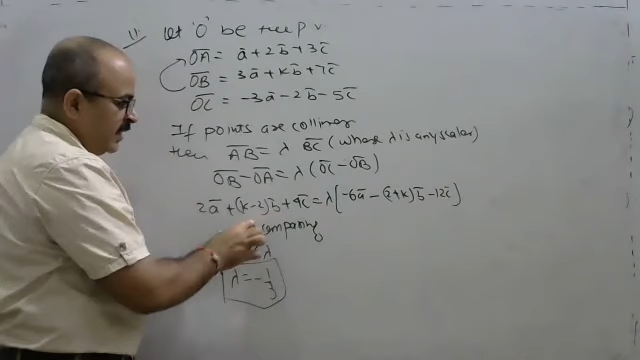 11) Let 'O' be the P.V
OA̅ = a̅ + 2b̅ + 3c̅
OB̅ = 3a̅ + kb̅ + 7c̅
OC̅ = -3a̅ - 2b̅ - 5c̅
If points are collinear
then AB̅ = λ BC̅ (where λ is any scalar)
OB̅ - OA̅ = λ(OC̅ - OB̅)
2a̅ + (k-2)b̅ + 4c̅ = λ[-6a̅ - (2+k)b̅ - 12c̅]
comparing
λ
λ = -1/3